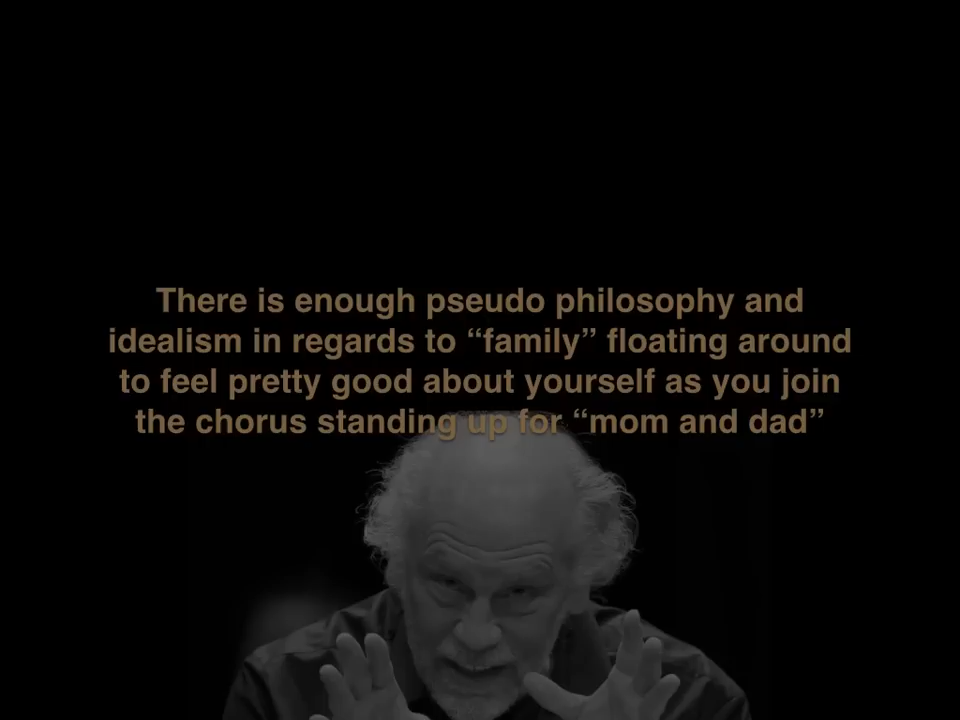 There is enough pseudo philosophy and
idealism in regards to “family” floating around
to feel pretty good about yourself as you join
the chorus standing up for “mom and dad”